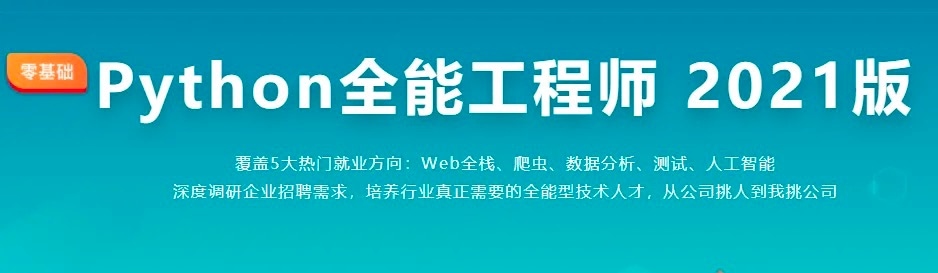 零基础
Python全能工程师 2021版
覆盖5大热门就业方向：Web全栈、爬虫、数据分析、测试、人工智能
深度调研企业招聘需求，培养行业真正需要的全能型技术人才，从公司挑人到我挑公司